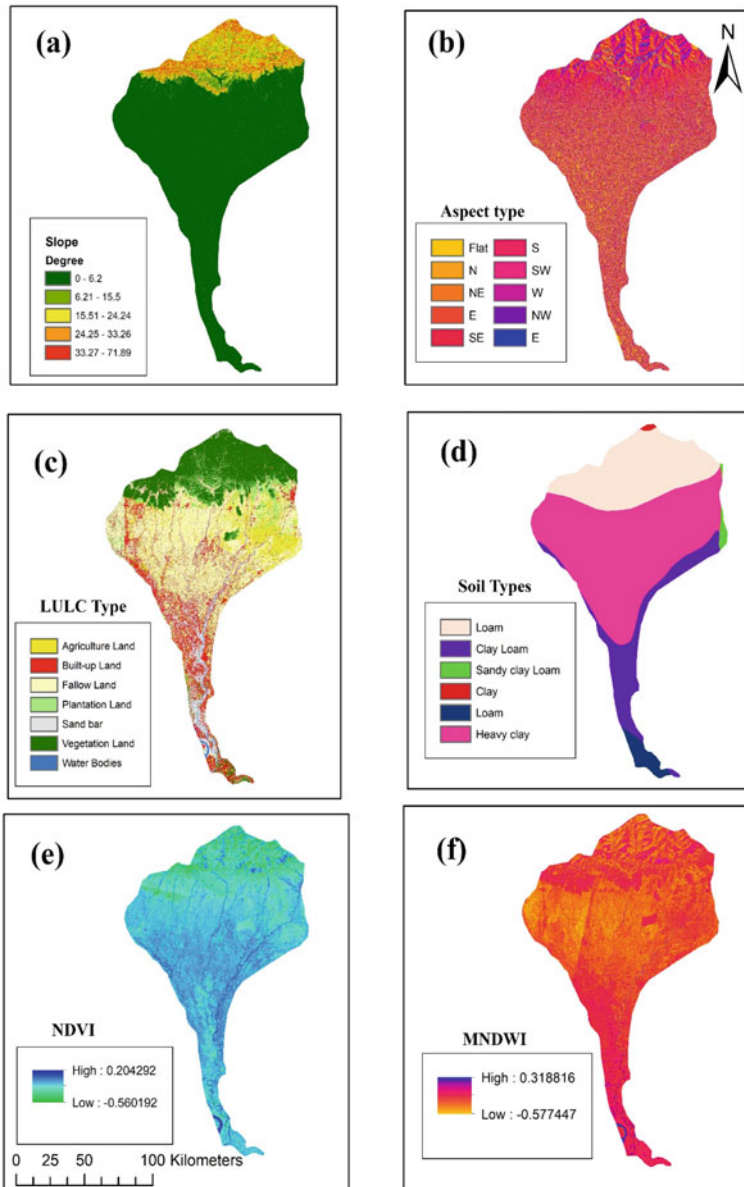 (a)
Slope
Degree
0 - 6.2
6.21 - 15.5
15.51 - 24.24
24.25 - 33.26
33.27 - 71.89
(b)
N
Aspect type
Flat
N
NE
E
SE
S
SW
W
NW
E
(c)
LULC Type
Agriculture Land
Built-up Land
Fallow Land
Plantation Land
Sand bar
Vegetation Land
Water Bodies
(d)
Soil Types
Loam
Clay Loam
Sandy clay Loam
Clay
Loam
Heavy clay
(e)
NDVI
High : 0.204292
Low : -0.560192
0 25 50 100 Kilometers
(f)
MNDWI
High : 0.318816
Low : -0.577447